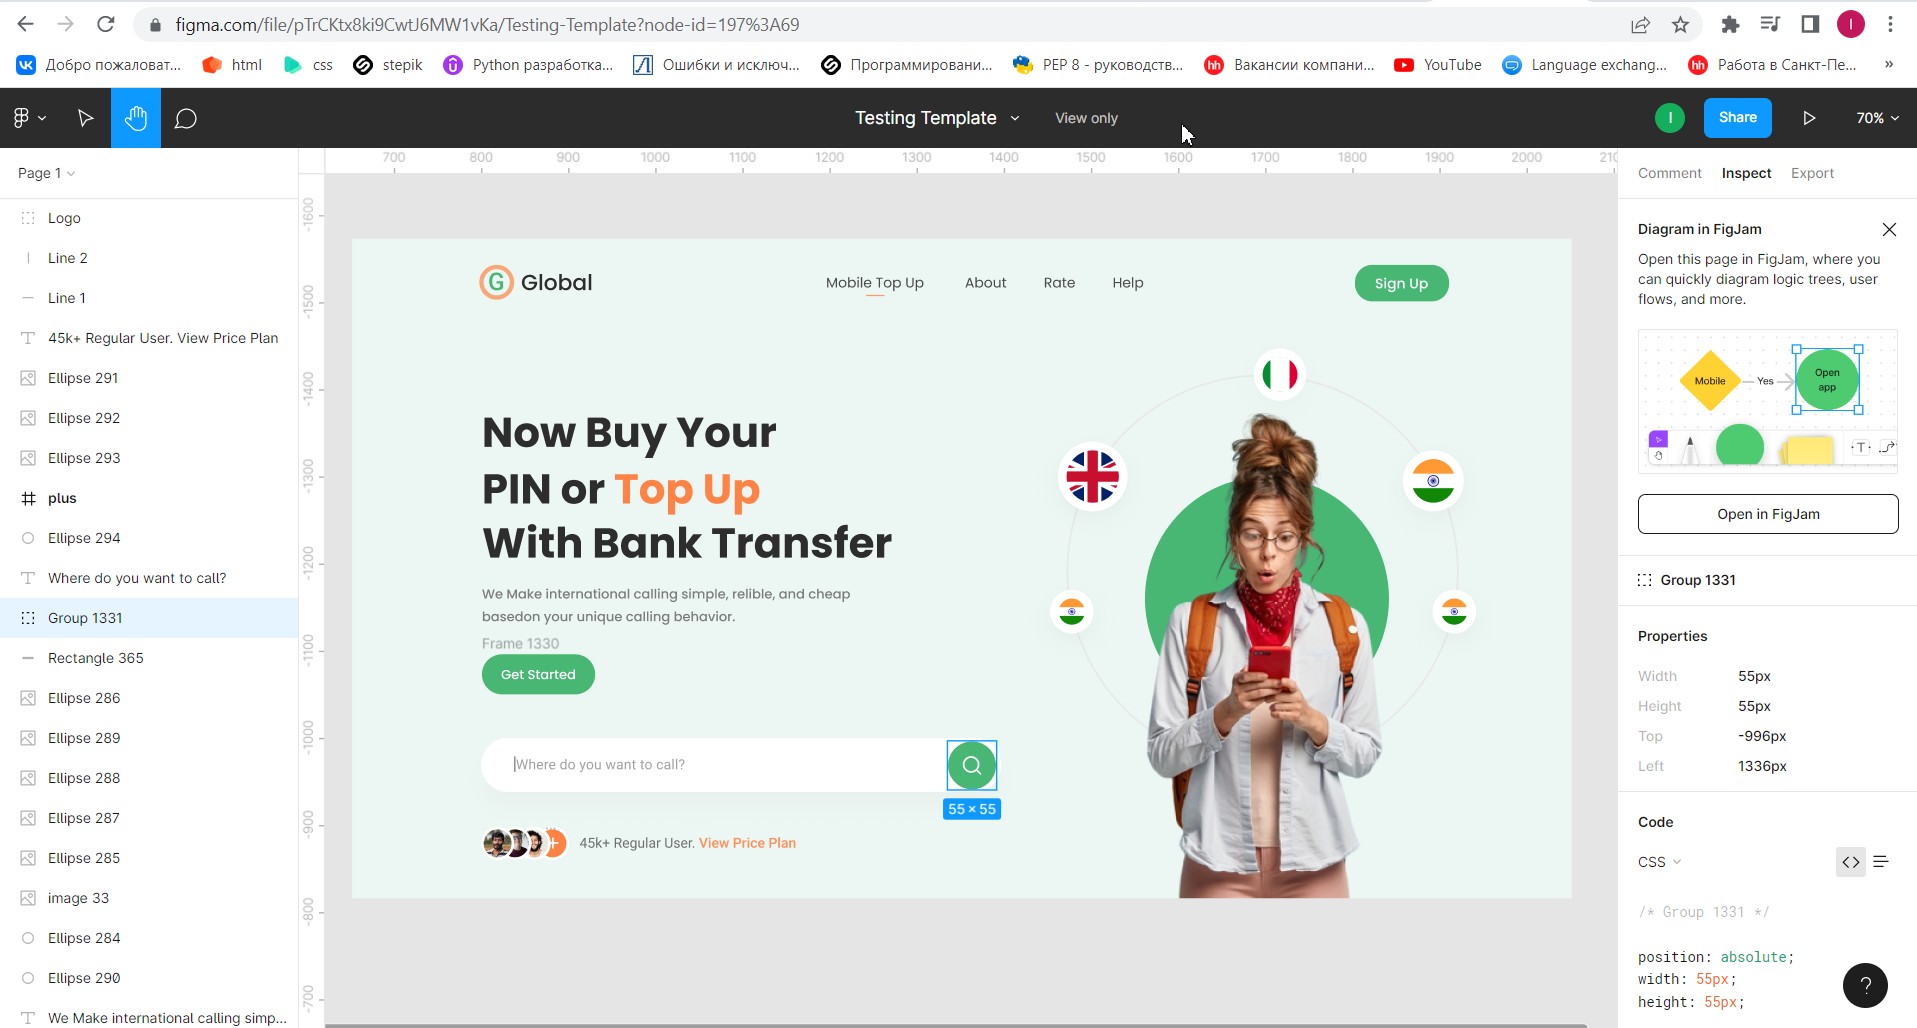 figma.com/file/pTrCKtx8ki9CwtJ6MW1vKa/Testing-Template?node-id=197%3A69
I
Добро пожаловат...
html
css
stepik
Python разработка...
Ошибки и исключ...
Программировани...
PEP 8 - руководств...
hh Вакансии компани...
YouTube
Language exchang...
hh Работа в Санкт-Пе...
»
Testing Template
View only
I
Share
70%
Page 1
700 800 900 1000 1100 1200 1300 1400 1500 1600 1700 1800 1900 2000 210
-1600
-1500
-1400
-1300
-1200
-1100
-1000
-900
-800
-700
Logo
Line 2
Line 1
45k+ Regular User. View Price Plan
Ellipse 291
Ellipse 292
Ellipse 293
plus
Ellipse 294
Where do you want to call?
Group 1331
Rectangle 365
Ellipse 286
Ellipse 289
Ellipse 288
Ellipse 287
Ellipse 285
image 33
Ellipse 284
Ellipse 290
We Make international calling simp...
G Global
Mobile Top Up
About
Rate
Help
Sign Up
Now Buy Your
PIN or Top Up
With Bank Transfer
We Make international calling simple, relible, and cheap
basedon your unique calling behavior.
Frame 1330
Get Started
Where do you want to call?
55 × 55
45k+ Regular User. View Price Plan
Comment
Inspect
Export
Diagram in FigJam
Open this page in FigJam, where you
can quickly diagram logic trees, user
flows, and more.
Mobile
Yes
Open
app
T
Open in FigJam
Group 1331
Properties
Width 55px
Height 55px
Top -996px
Left 1336px
Code
CSS
/* Group 1331 */
position: absolute;
width: 55px;
height: 55px;
?